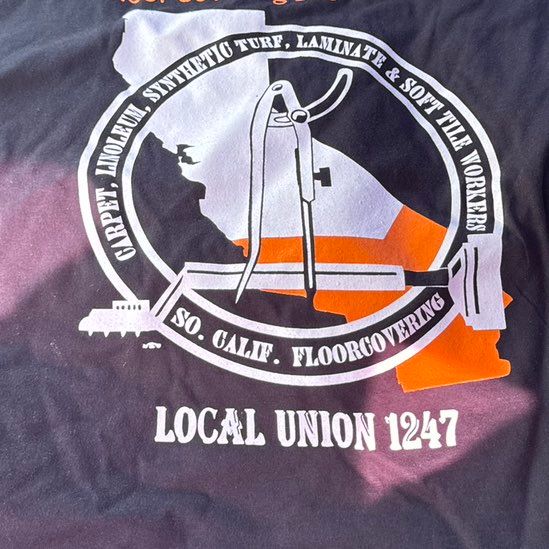 CARPET, LINOLEUM, SYNTHETIC TURF, LAMINATE & SOFT TILE WORKERS
SO. CALIF. FLOORCOVERING
LOCAL UNION 1247